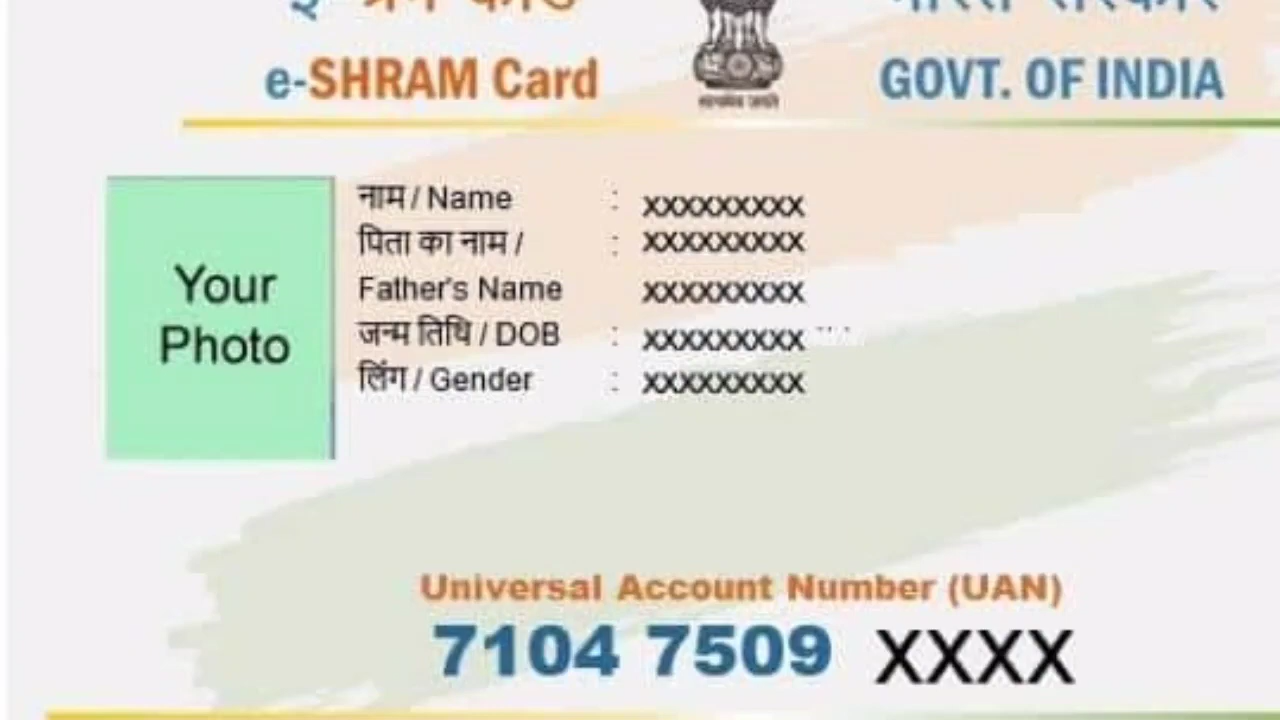 e-SHRAM Card
GOVT. OF INDIA
Your
Photo
नाम / Name : xxxxxxxxx
पिता का नाम / : xxxxxxxxx
Father's Name xxxxxxxxx
जन्म तिथि / DOB : xxxxxxxxx
लिंग / Gender : xxxxxxxxx
Universal Account Number (UAN)
7104 7509 XXXX